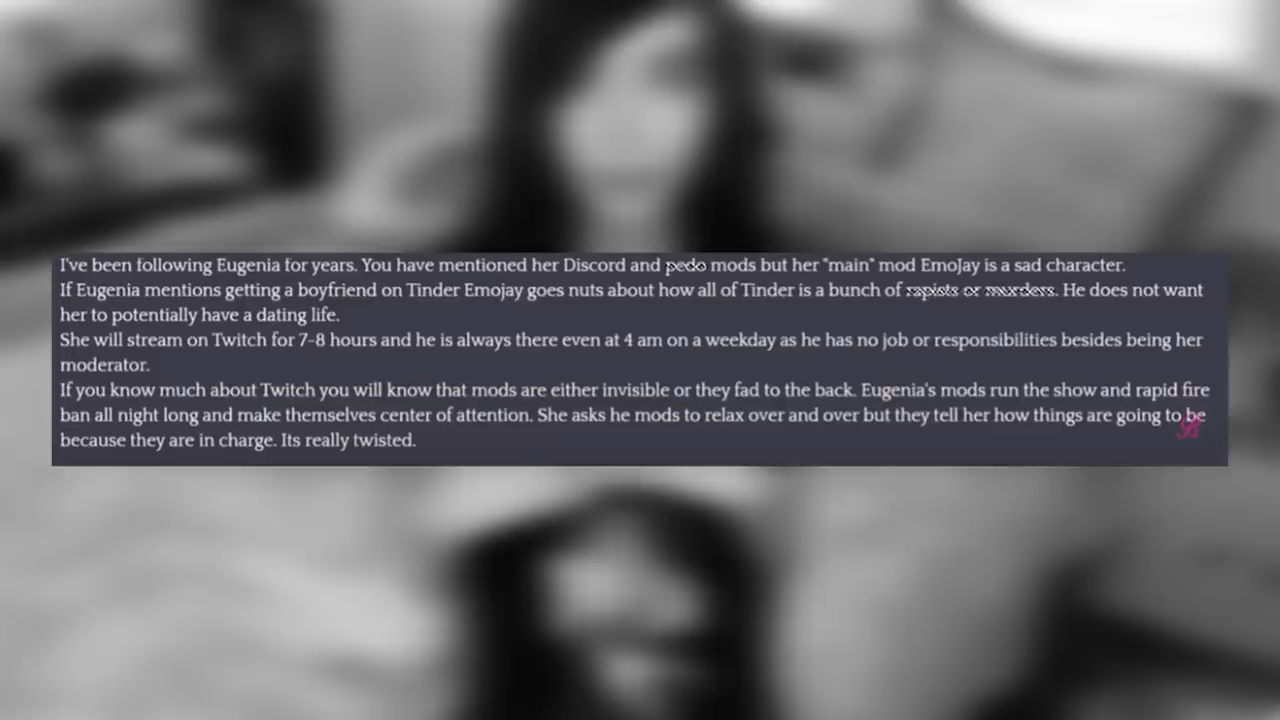 I've been following Eugenia for years. You have mentioned her Discord and pedo mods but her "main" mod EmoJay is a sad character.
If Eugenia mentions getting a boyfriend on Tinder Emojay goes nuts about how all of Tinder is a bunch of rapists or murders. He does not want
her to potentially have a dating life.
She will stream on Twitch for 7-8 hours and he is always there even at 4 am on a weekday as he has no job or responsibilities besides being her
moderator.
If you know much about Twitch you will know that mods are either invisible or they fad to the back. Eugenia's mods run the show and rapid fire
ban all night long and make themselves center of attention. She asks he mods to relax over and over but they tell her how things are going to be
because they are in charge. Its really twisted.